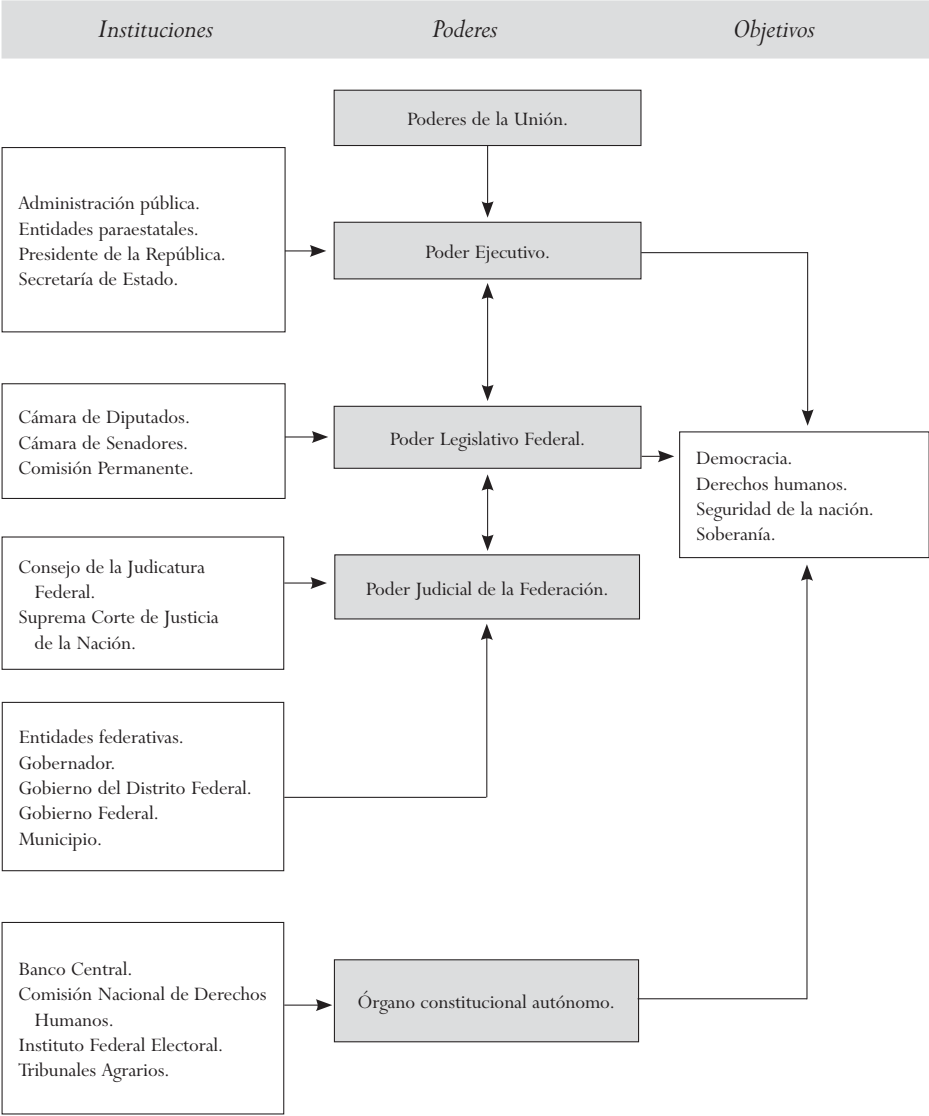 Instituciones Poderes Objetivos
Poderes de la Unión.
Administración pública.
Entidades paraestatales.
Presidente de la República.
Secretaría de Estado.
Poder Ejecutivo.
Cámara de Diputados.
Cámara de Senadores.
Comisión Permanente.
Poder Legislativo Federal.
Democracia.
Derechos humanos.
Seguridad de la nación.
Soberanía.
Consejo de la Judicatura
Federal.
Suprema Corte de Justicia
de la Nación.
Poder Judicial de la Federación.
Entidades federativas.
Gobernador.
Gobierno del Distrito Federal.
Gobierno Federal.
Municipio.
Banco Central.
Comisión Nacional de Derechos
Humanos.
Instituto Federal Electoral.
Tribunales Agrarios.
Órgano constitucional autónomo.